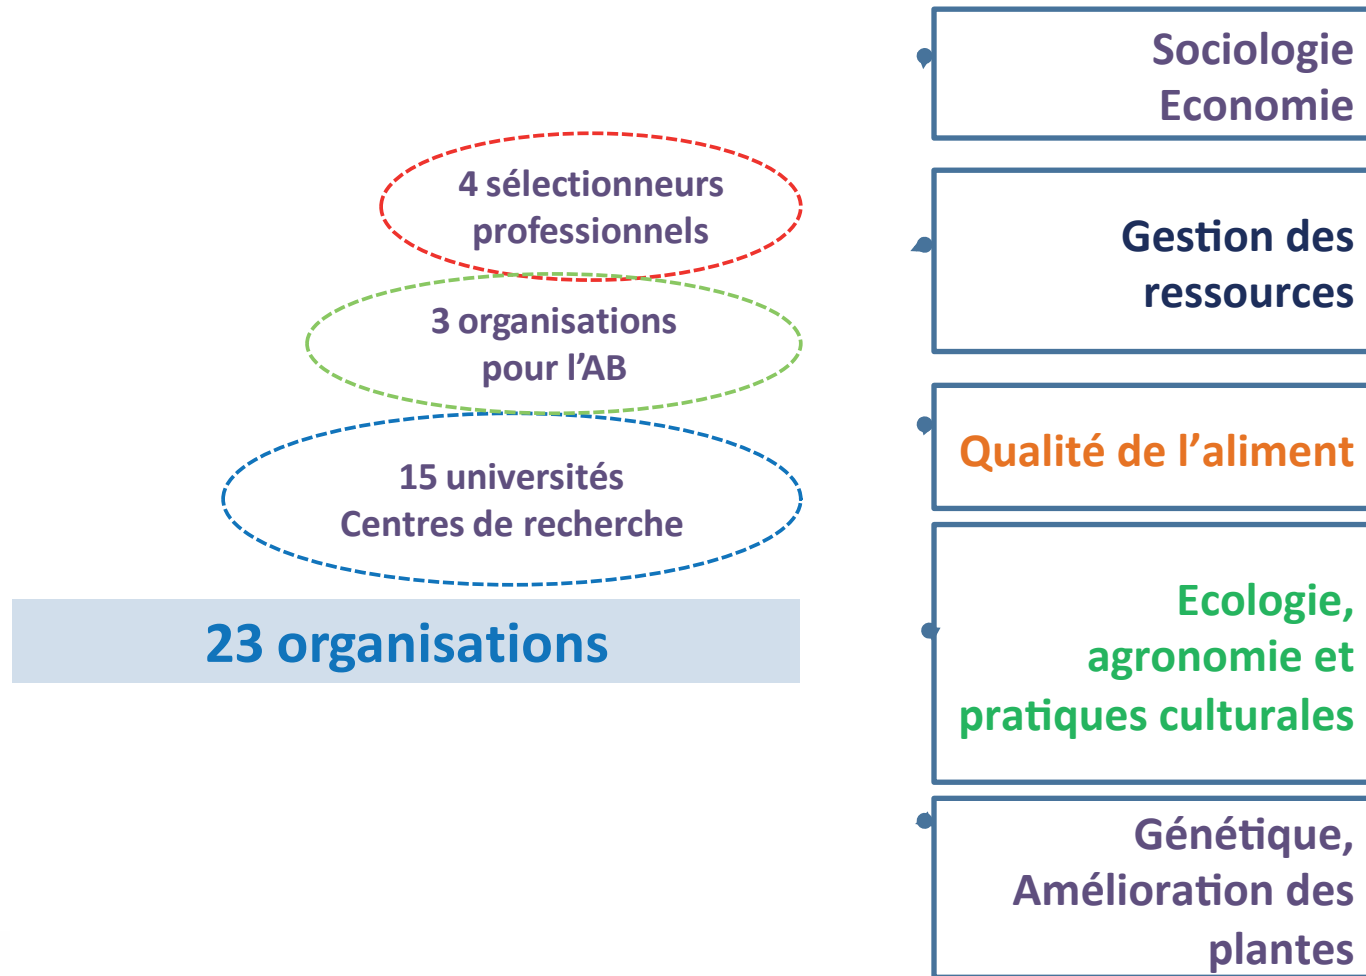 4 sélectionneurs
professionnels
3 organisations
pour l’AB
15 universités
Centres de recherche
23 organisations
Sociologie
Economie
Gestion des
ressources
Qualité de l’aliment
Ecologie,
agronomie et
pratiques culturales
Génétique,
Amélioration des
plantes